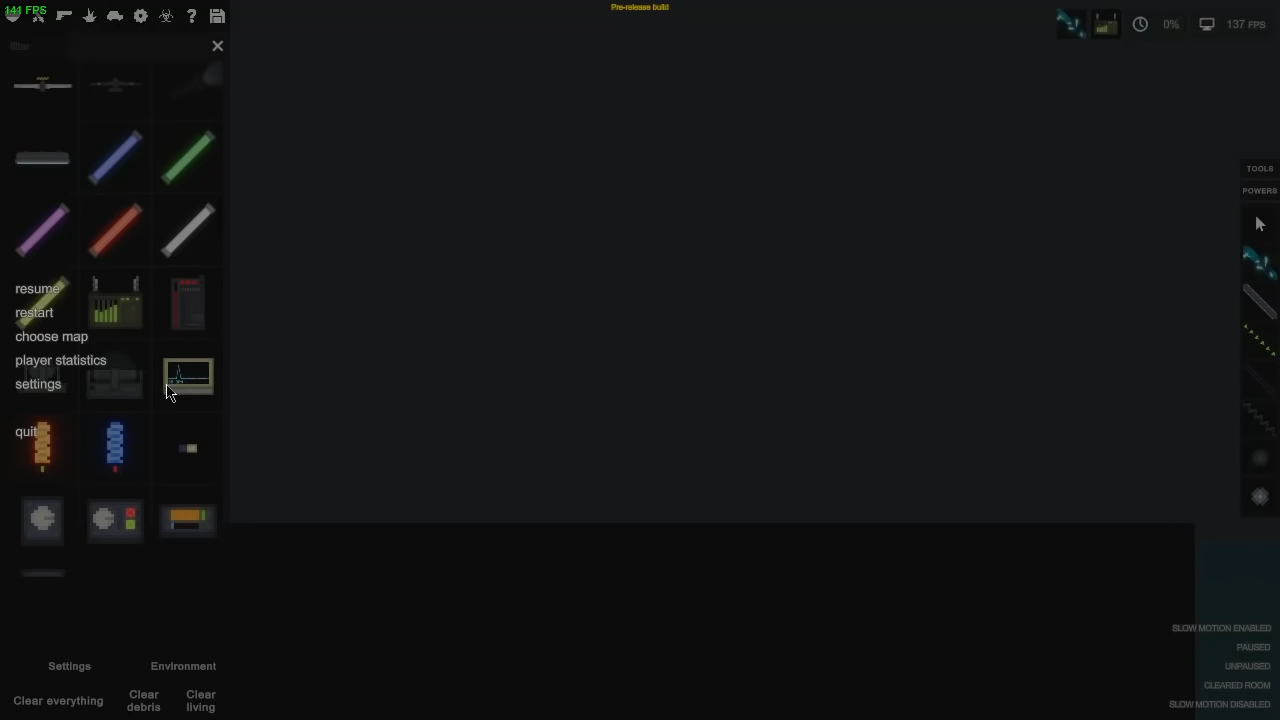 141 FPS
Pre-release build
0%
137 FPS
filter
TOOLS
POWERS
resume
restart
choose map
player statistics
settings
quit
SLOW MOTION ENABLED
PAUSED
UNPAUSED
CLEARED ROOM
SLOW MOTION DISABLED
Settings
Environment
Clear everything
Clear debris
Clear living